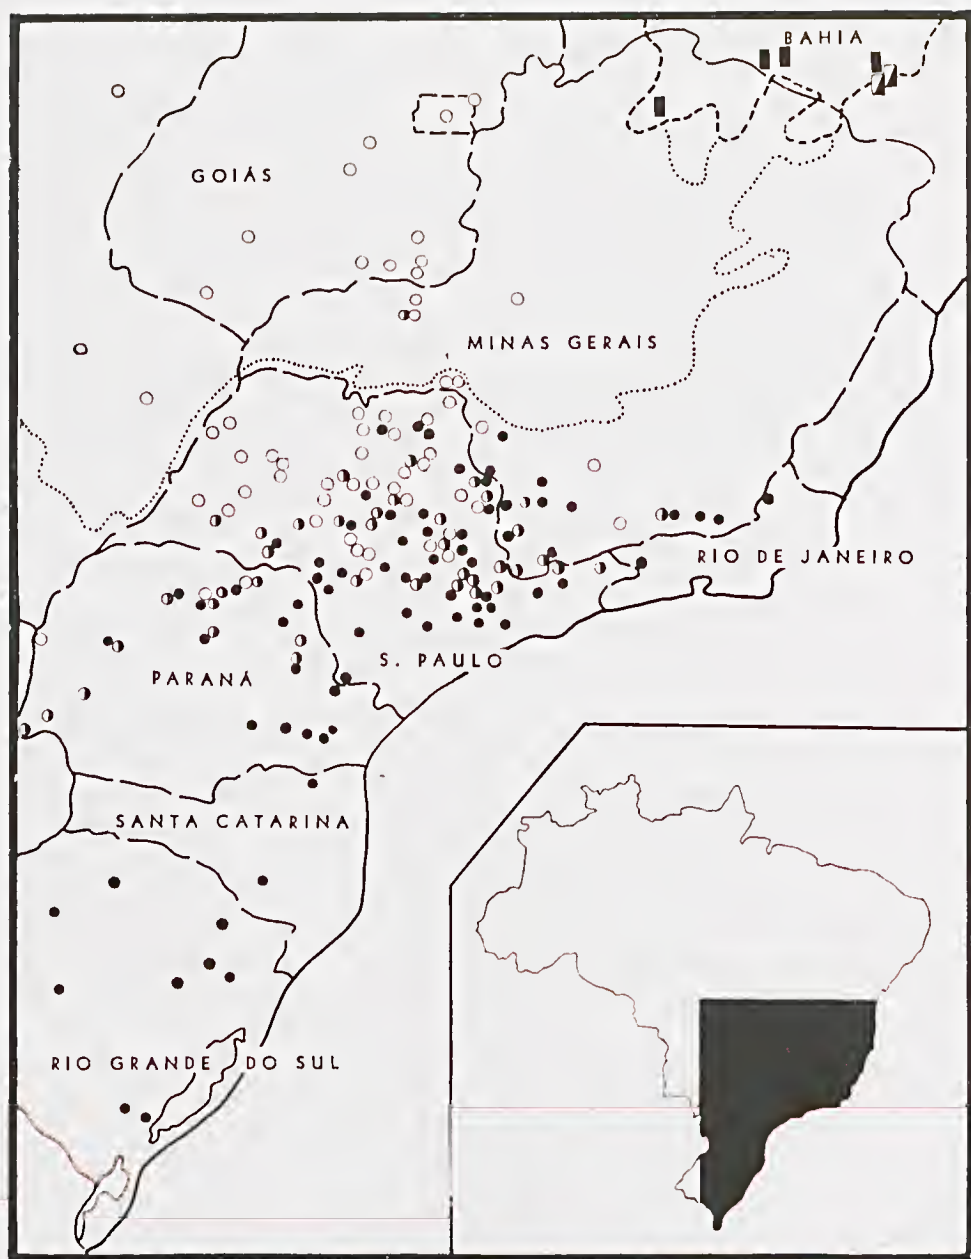 BAHIA
GOIÁS
MINAS GERAIS
RIO DE JANEIRO
S. PAULO
PARANÁ
SANTA CATARINA
RIO GRANDE DO SUL